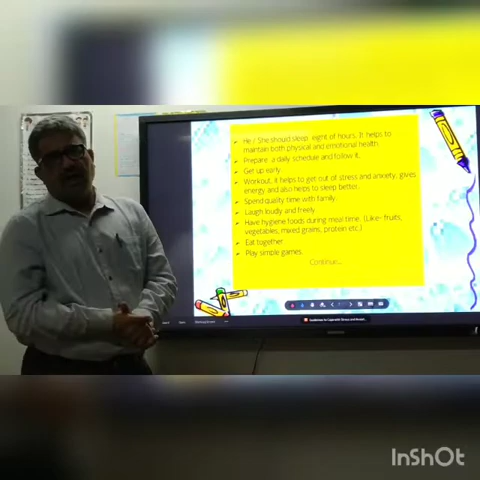 ➤ He / She should sleep eight of hours. It helps to
maintain both physical and emotional health.
➤ Prepare a daily schedule and follow it.
➤ Get up early.
➤ Workout, it helps to get out of stress and anxiety, gives
energy and also helps to sleep better.
➤ Spend quality time with family.
➤ Laugh loudly and freely
➤ Have hygiene foods during meal time. (Like- fruits,
vegetables, mixed grains, protein etc.)
➤ Eat together
➤ Play simple games.
Continue...
InShOt